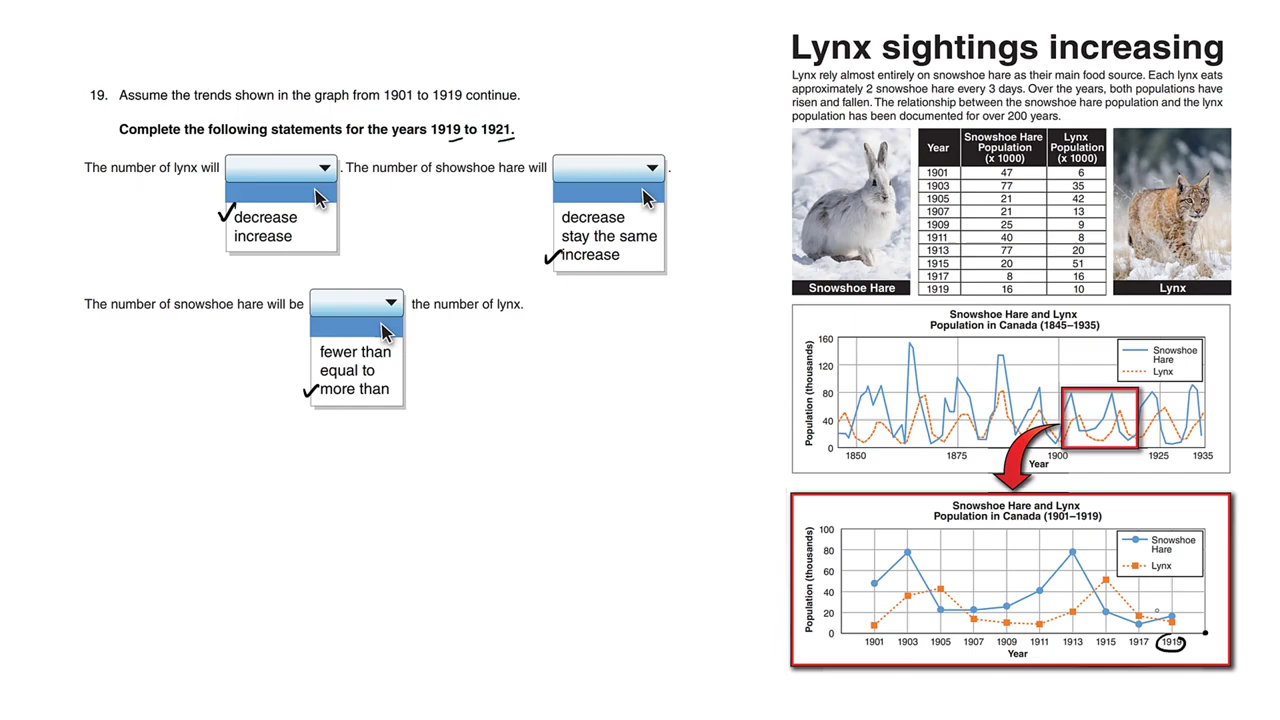 Lynx sightings increasing
Lynx rely almost entirely on snowshoe hare as their main food source. Each lynx eats
approximately 2 snowshoe hare every 3 days. Over the years, both populations have
risen and fallen. The relationship between the snowshoe hare population and the lynx
population has been documented for over 200 years.
19. Assume the trends shown in the graph from 1901 to 1919 continue.
Complete the following statements for the years 1919 to 1921.
The number of lynx will . The number of showshoe hare will .
decrease
increase
decrease
stay the same
increase
The number of snowshoe hare will be the number of lynx.
fewer than
equal to
more than
Year Snowshoe Hare Population (x 1000) Lynx Population (x 1000)
1901 47 6
1903 77 35
1905 21 42
1907 21 13
1909 25 9
1911 40 8
1913 77 20
1915 20 51
1917 8 16
1919 16 10
Snowshoe Hare
Lynx
Snowshoe Hare and Lynx
Population in Canada (1845–1935)
Population (thousands)
160
120
80
40
0
Snowshoe
Hare
Lynx
1850 1875 1900 1925 1935
Year
Snowshoe Hare and Lynx
Population in Canada (1901–1919)
Population (thousands)
100
80
60
40
20
0
Snowshoe
Hare
Lynx
1901 1903 1905 1907 1909 1911 1913 1915 1917 1919
Year